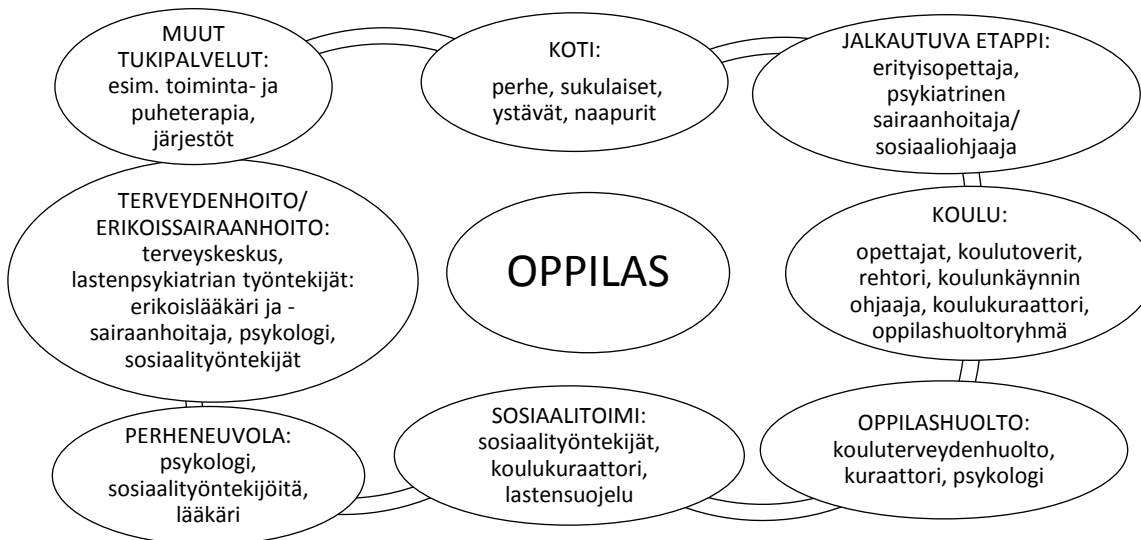 MUUT
TUKIPALVELUT:
esim. toiminta- ja
puheterapia,
järjestöt
KOTI:
perhe, sukulaiset,
ystävät, naapurit
JALKAUTUVA ETAPPI:
erityisopettaja,
psykiatrinen
sairaanhoitaja/
sosiaaliohjaaja
TERVEYDENHOITO/
ERIKOISSAIRAANHOITO:
terveyskeskus,
lastenpsykiatrian työntekijät:
erikoislääkäri ja -
sairaanhoitaja, psykologi,
sosiaalityöntekijät
OPPILAS
KOULU:
opettajat, koulutoverit,
rehtori, koulunkäynnin
ohjaaja, koulukuraattori,
oppilashuoltoryhmä
PERHENEUVOLA:
psykologi,
sosiaalityöntekijöitä,
lääkäri
SOSIAALITOIMI:
sosiaalityöntekijät,
koulukuraattori,
lastensuojelu
OPPILASHUOLTO:
kouluterveydenhuolto,
kuraattori, psykologi